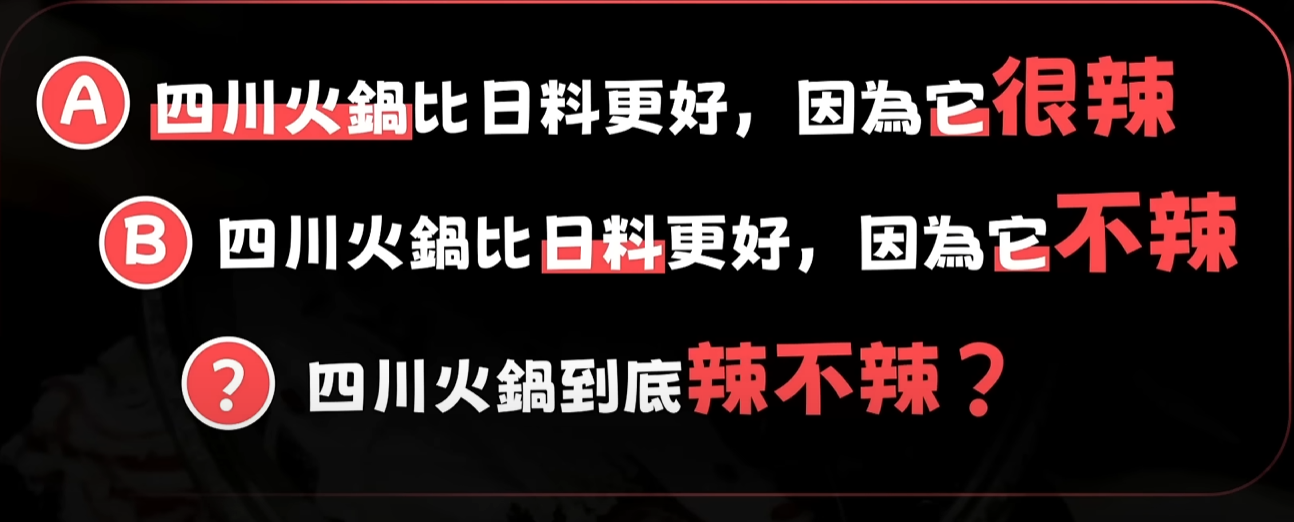 A 四川火鍋比日料更好，因為它很辣
B 四川火鍋比日料更好，因為它不辣
? 四川火鍋到底辣不辣？